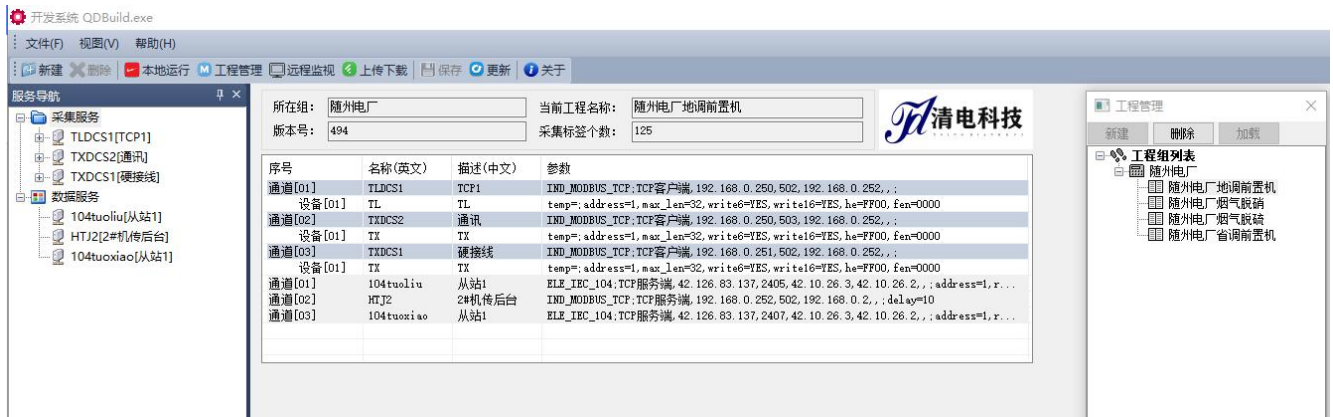 开发系统 QDBuild.exe
文件(F) 视图(V) 帮助(H)
新建 删除 本地运行 工程管理 远程监视 上传下载 保存 更新 关于
服务导航
采集服务
TLDCS1[TCP1]
TXDCS2[通讯]
TXDCS1[硬接线]
数据服务
104tuoliu[从站1]
HTJ2[2#机传后台]
104tuoxiao[从站1]
所在组: 随州电厂 当前工程名称: 随州电厂地调前置机
版本号: 494 采集标签个数: 125
清电科技
序号 名称(英文) 描述(中文) 参数
通道[01] TLDCS1 TCP1 IND_MODBUS_TCP;TCP客户端,192.168.0.250,502,192.168.0.252,,;
设备[01] TL TL temp=;address=1,max_len=32,write6=YES,write16=YES,he=FF00,fen=0000
通道[02] TXDCS2 通讯 IND_MODBUS_TCP;TCP客户端,192.168.0.250,503,192.168.0.252,,;
设备[01] TX TX temp=;address=1,max_len=32,write6=YES,write16=YES,he=FF00,fen=0000
通道[03] TXDCS1 硬接线 IND_MODBUS_TCP;TCP客户端,192.168.0.251,502,192.168.0.252,,;
设备[01] TX TX temp=;address=1,max_len=32,write6=YES,write16=YES,he=FF00,fen=0000
通道[01] 104tuoliu 从站1 ELE_IEC_104;TCP服务端,42.126.83.137,2405,42.10.26.3,42.10.26.2,,;address=1,r...
通道[02] HTJ2 2#机传后台 IND_MODBUS_TCP;TCP服务端,192.168.0.252,502,192.168.0.2,,;delay=10
通道[03] 104tuoxiao 从站1 ELE_IEC_104;TCP服务端,42.126.83.137,2407,42.10.26.3,42.10.26.2,,;address=1,r...
工程管理
新建 删除 加载
工程组列表
随州电厂
随州电厂地调前置机
随州电厂烟气脱硝
随州电厂烟气脱硫
随州电厂省调前置机